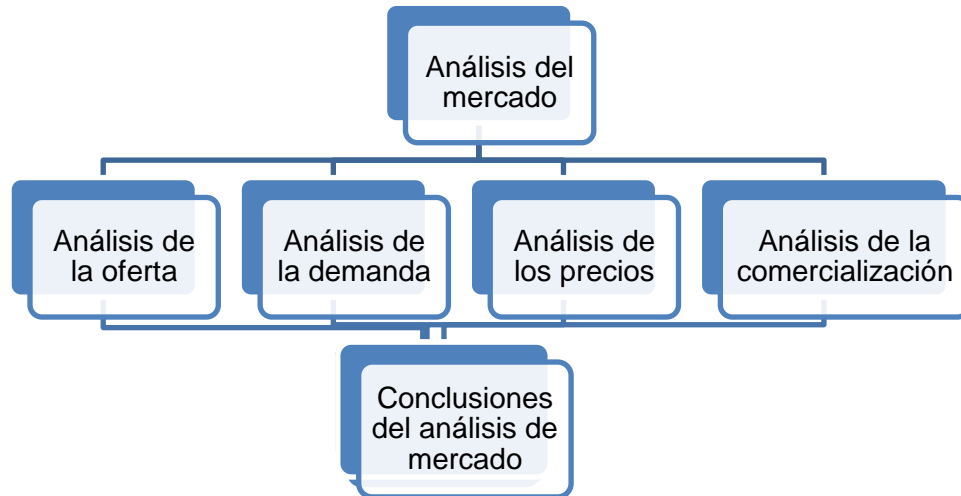 Análisis del
mercado
Análisis de
la oferta
Análisis de
la demanda
Análisis de
los precios
Análisis de la
comercialización
Conclusiones
del análisis de
mercado